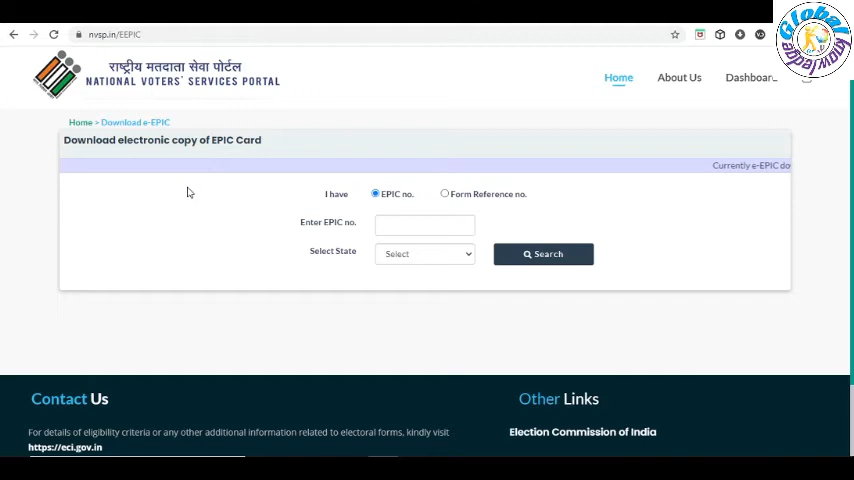 Global knowledge
nvsp.in/EEPIC
राष्ट्रीय मतदाता सेवा पोर्टल
NATIONAL VOTERS' SERVICES PORTAL
Home About Us Dashboar
Home > Download e-EPIC
Download electronic copy of EPIC Card
Currently e-EPIC do
I have EPIC no. Form Reference no.
Enter EPIC no.
Select State Select Search
Contact Us
Other Links
For details of eligibility criteria or any other additional information related to electoral forms, kindly visit
https://eci.gov.in
Election Commission of India